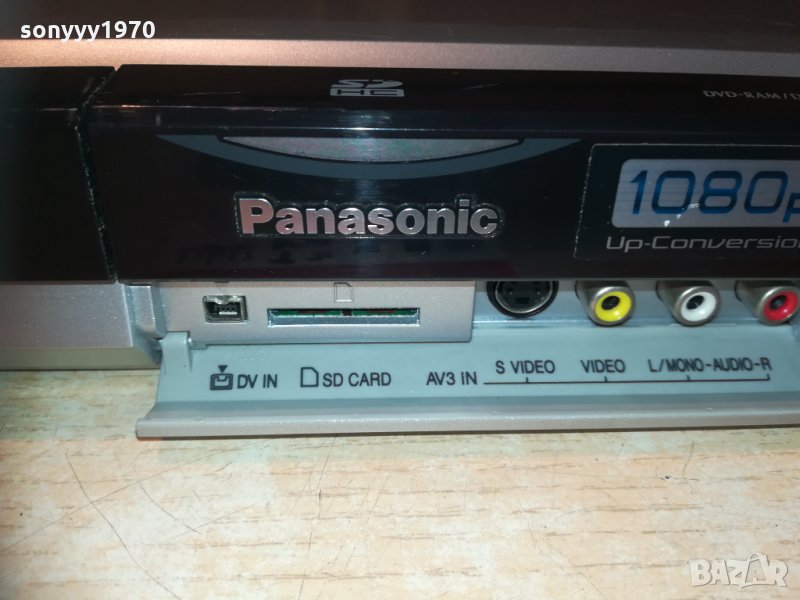 sonyyy1970
SD
HC
DVD-RAM/
Panasonic
1080p
Up-Conversion
DV IN
SD CARD
AV3 IN
S VIDEO
VIDEO
L/MONO-AUDIO-R
BAZAR